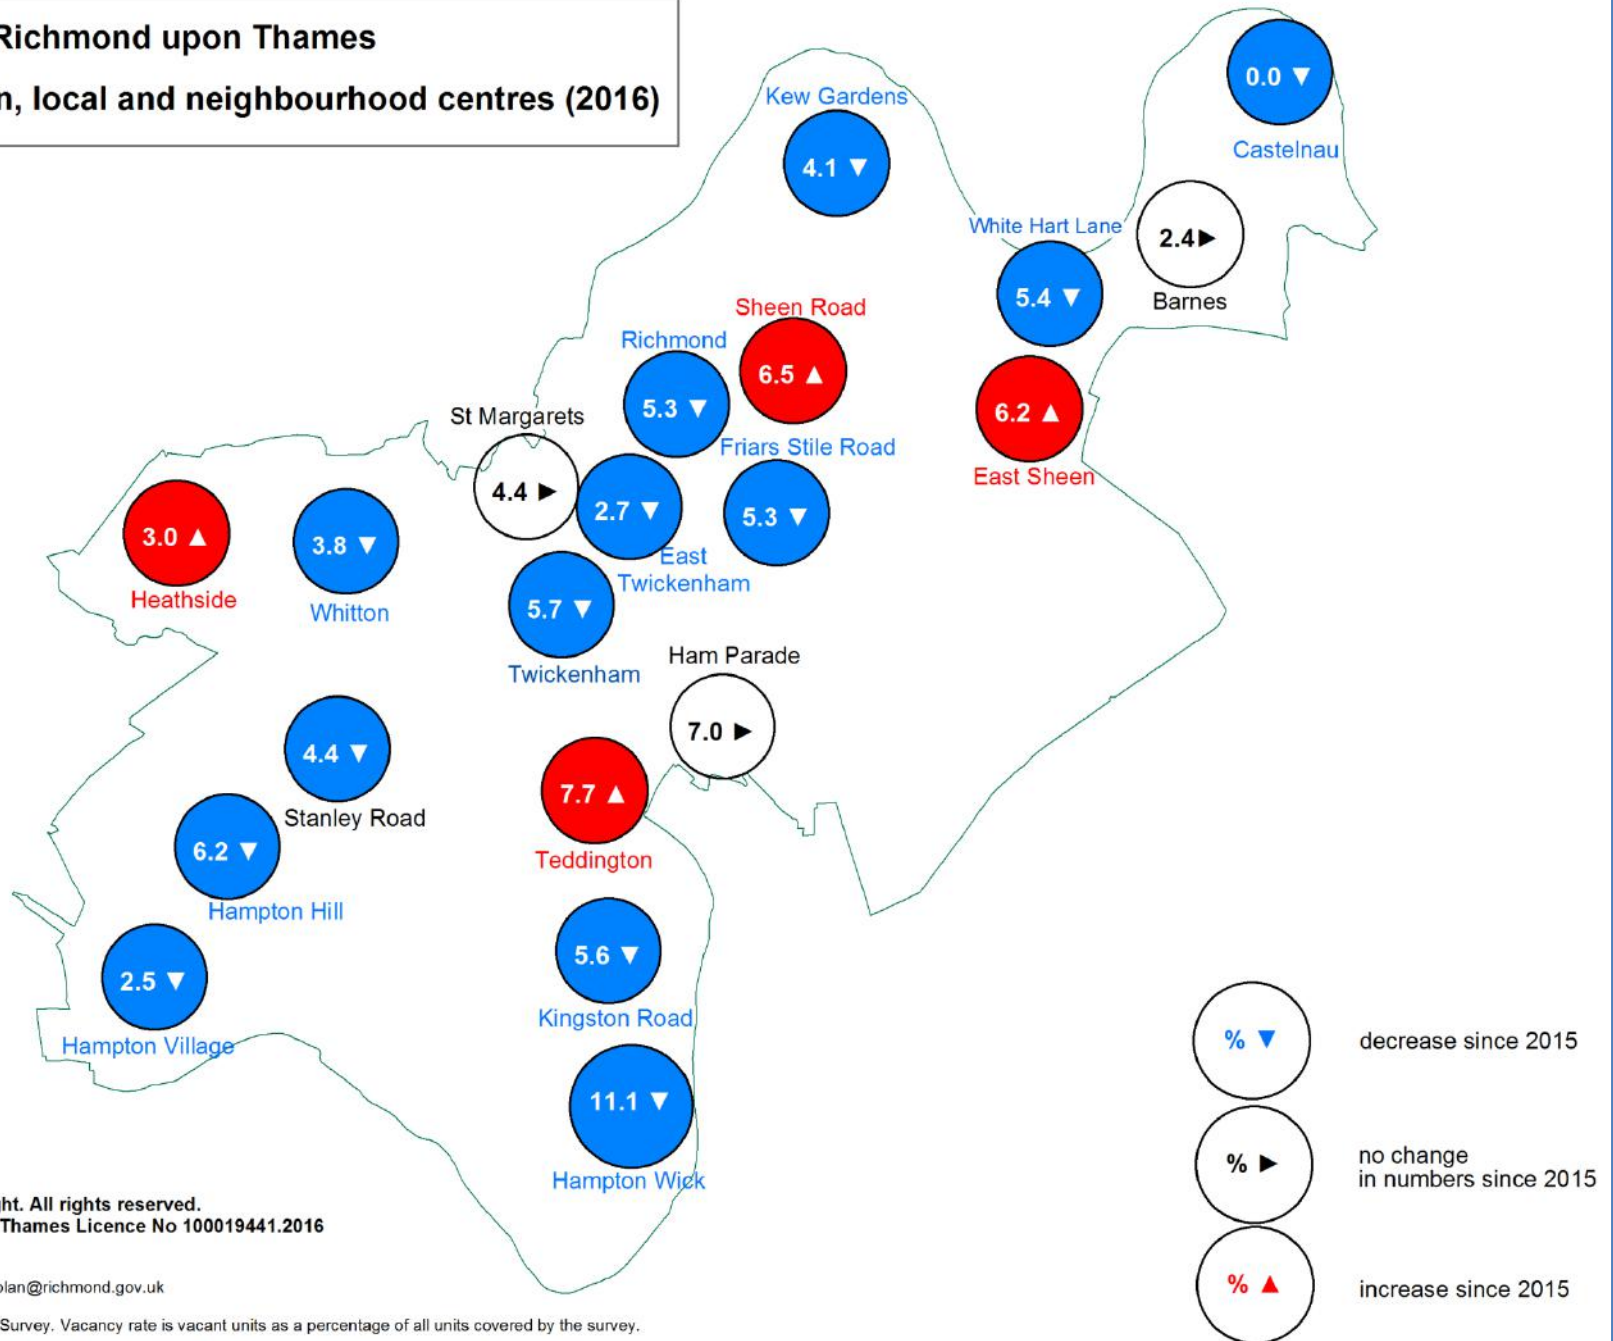 Richmond upon Thames
n, local and neighbourhood centres (2016)
0.0 ▼
Castelnau
Kew Gardens
4.1 ▼
White Hart Lane
5.4 ▼
2.4►
Barnes
Sheen Road
6.5 ▲
Richmond
5.3 ▼
6.2 ▲
East Sheen
St Margarets
4.4 ►
Friars Stile Road
5.3 ▼
2.7 ▼
East
Twickenham
3.0 ▲
Heathside
3.8 ▼
Whitton
5.7 ▼
Twickenham
Ham Parade
7.0 ►
4.4 ▼
Stanley Road
7.7 ▲
Teddington
6.2 ▼
Hampton Hill
5.6 ▼
Kingston Road
2.5 ▼
Hampton Village
11.1 ▼
Hampton Wick
% ▼ decrease since 2015
% ► no change
in numbers since 2015
% ▲ increase since 2015
ht. All rights reserved.
Thames Licence No 100019441.2016
plan@richmond.gov.uk
Survey. Vacancy rate is vacant units as a percentage of all units covered by the survey.